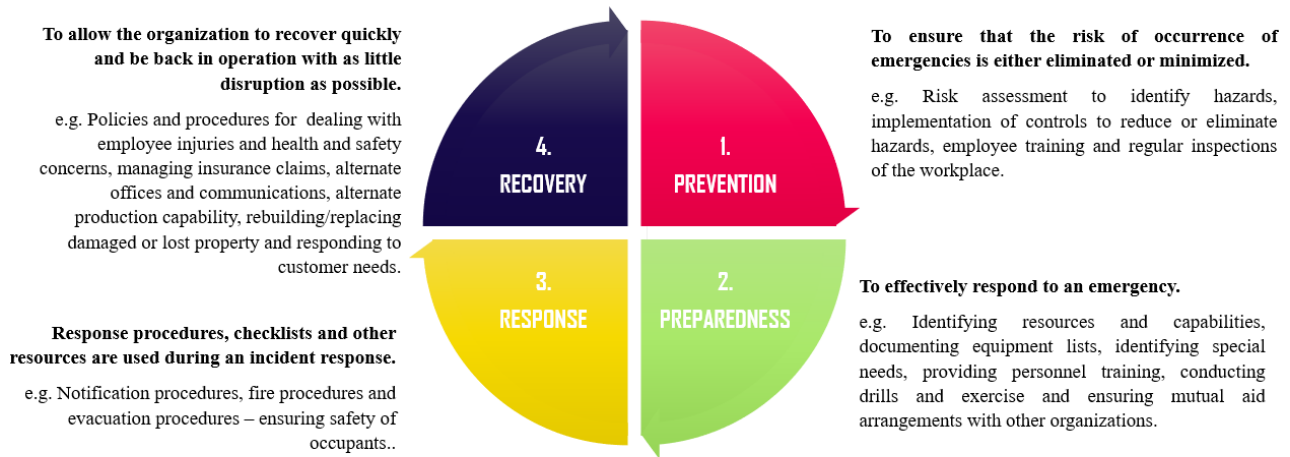 To allow the organization to recover quickly
and be back in operation with as little
disruption as possible.
e.g. Policies and procedures for dealing with
employee injuries and health and safety
concerns, managing insurance claims, alternate
offices and communications, alternate
production capability, rebuilding/replacing
damaged or lost property and responding to
customer needs.
4.
RECOVERY
1.
PREVENTION
To ensure that the risk of occurrence of
emergencies is either eliminated or minimized.
e.g. Risk assessment to identify hazards,
implementation of controls to reduce or eliminate
hazards, employee training and regular inspections
of the workplace.
Response procedures, checklists and other
resources are used during an incident response.
e.g. Notification procedures, fire procedures and
evacuation procedures – ensuring safety of
occupants..
3.
RESPONSE
2.
PREPAREDNESS
To effectively respond to an emergency.
e.g. Identifying resources and capabilities,
documenting equipment lists, identifying special
needs, providing personnel training, conducting
drills and exercise and ensuring mutual aid
arrangements with other organizations.